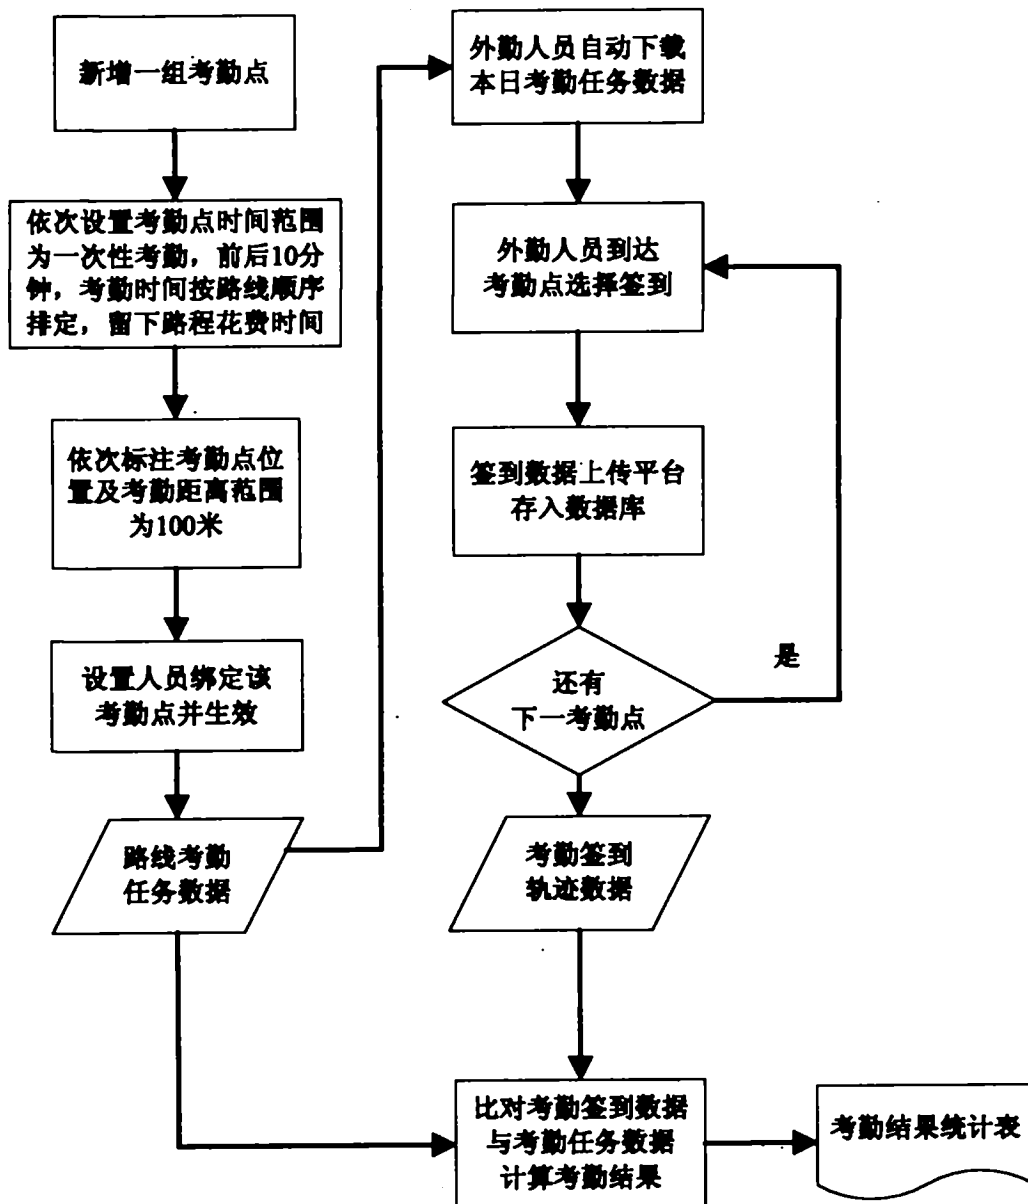 新增一组考勤点
依次设置考勤点时间范围
为一次性考勤，前后10分
钟，考勤时间按路线顺序
排定，留下路程花费时间
依次标注考勤点位
置及考勤距离范围
为100米
设置人员绑定该
考勤点并生效
路线考勤
任务数据
外勤人员自动下载
本日考勤任务数据
外勤人员到达
考勤点选择签到
签到数据上传平台
存入数据库
还有
下一考勤点
是
考勤签到
轨迹数据
比对考勤签到数据
与考勤任务数据
计算考勤结果
考勤结果统计表